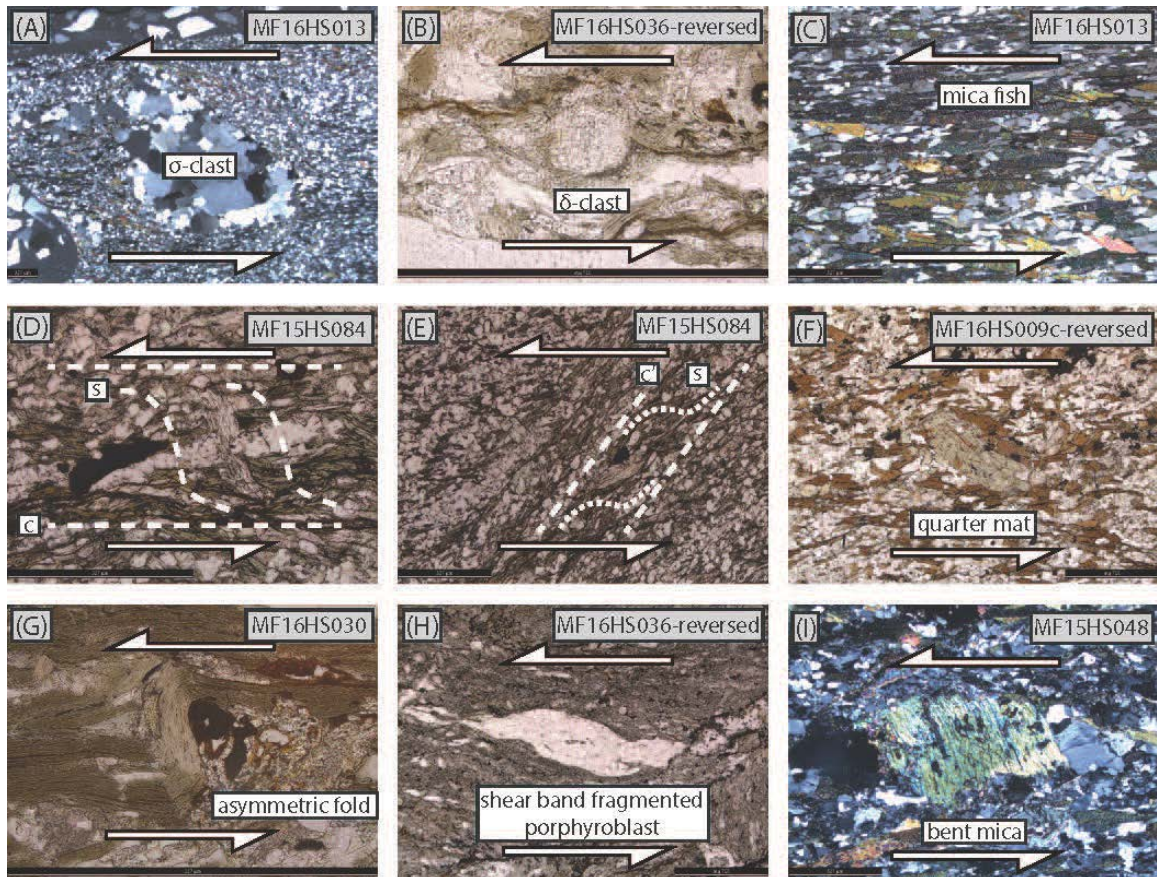 (A) MF16HS013
σ-clast
(B) MF16HS036-reversed
δ-clast
(C) MF16HS013
mica fish
(D) MF15HS084
s
c
(E) MF15HS084
c' s
(F) MF16HS009c-reversed
quarter mat
(G) MF16HS030
asymmetric fold
(H) MF16HS036-reversed
shear band fragmented
porphyroblast
(I) MF15HS048
bent mica